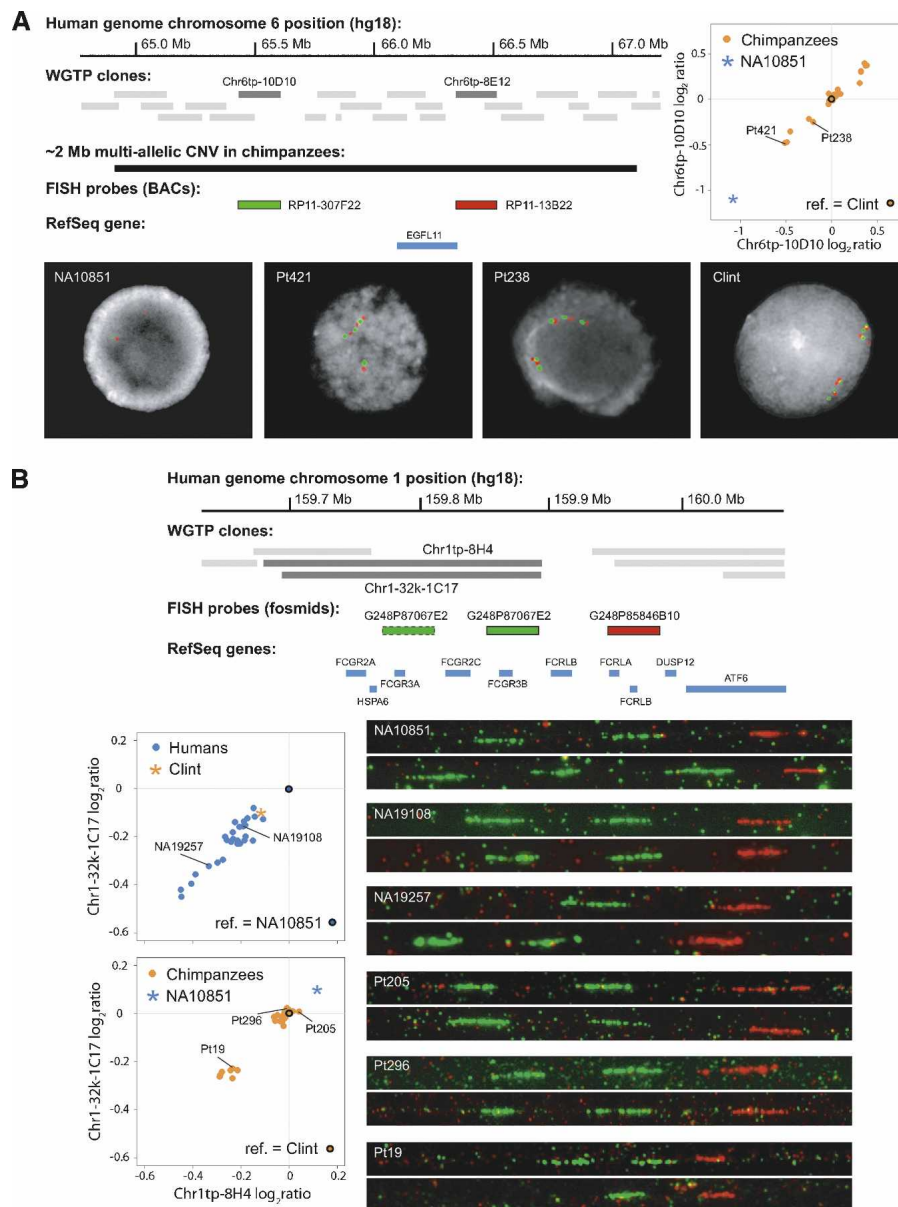 A
Human genome chromosome 6 position (hg18):
65.0 Mb 65.5 Mb 66.0 Mb 66.5 Mb 67.0 Mb
WGTP clones:
Chr6tp-10D10 Chr6tp-8E12
~2 Mb multi-allelic CNV in chimpanzees:
FISH probes (BACs):
RP11-307F22 RP11-13B22
RefSeq gene:
EGFL11
Chr6tp-10D10 log2 ratio
0.5
0
-0.5
-1
Chimpanzees
NA10851
Pt421
Pt238
ref. = Clint
-1 -0.5 0 0.5
Chr6tp-10D10 log2 ratio
NA10851 Pt421 Pt238 Clint
B
Human genome chromosome 1 position (hg18):
159.7 Mb 159.8 Mb 159.9 Mb 160.0 Mb
WGTP clones:
Chr1tp-8H4
Chr1-32k-1C17
FISH probes (fosmids):
G248P87067E2 G248P87067E2 G248P85846B10
RefSeq genes:
FCGR2A FCGR2C FCRLB FCRLA DUSP12 ATF6
HSPA6 FCGR3A FCGR3B FCRLB
Chr1-32k-1C17 log2ratio
0.2
0
-0.2
-0.4
-0.6
Humans
Clint
NA19108
NA19257
ref. = NA10851
Chr1-32k-1C17 log2ratio
0.2
0
-0.2
-0.4
-0.6
Chimpanzees
NA10851
Pt296
Pt205
Pt19
ref. = Clint
-0.6 -0.4 -0.2 0 0.2
Chr1tp-8H4 log2ratio
NA10851
NA19108
NA19257
Pt205
Pt296
Pt19